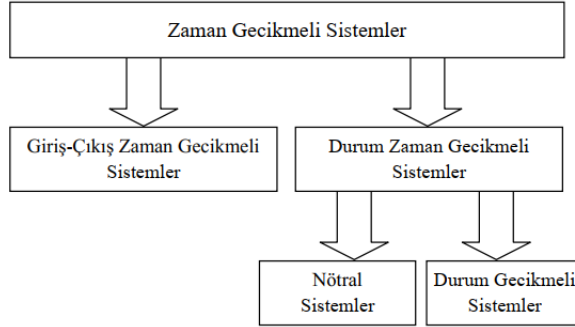 Zaman Gecikmeli Sistemler
Giriş-Çıkış Zaman Gecikmeli
Sistemler
Durum Zaman Gecikmeli
Sistemler
Nötral
Sistemler
Durum Gecikmeli
Sistemler